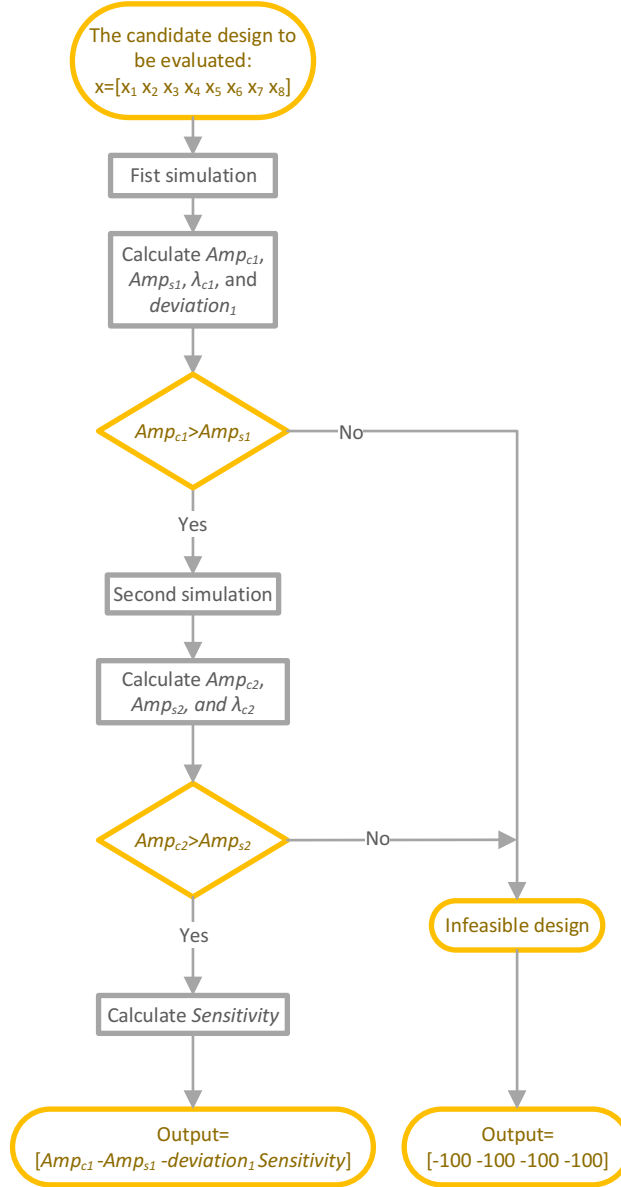 The candidate design to
be evaluated:
x=[x₁ x₂ x₃ x₄ x₅ x₆ x₇ x₈]
Fist simulation
Calculate Ampc1,
Amps1, λc1, and
deviation₁
Ampc1>Amps1
No
Yes
Second simulation
Calculate Ampc2,
Amps2, and λc2
Ampc2>Amps2
No
Yes
Infeasible design
Calculate Sensitivity
Output=
[Ampc1 -Amps1 -deviation₁ Sensitivity]
Output=
[-100 -100 -100 -100]